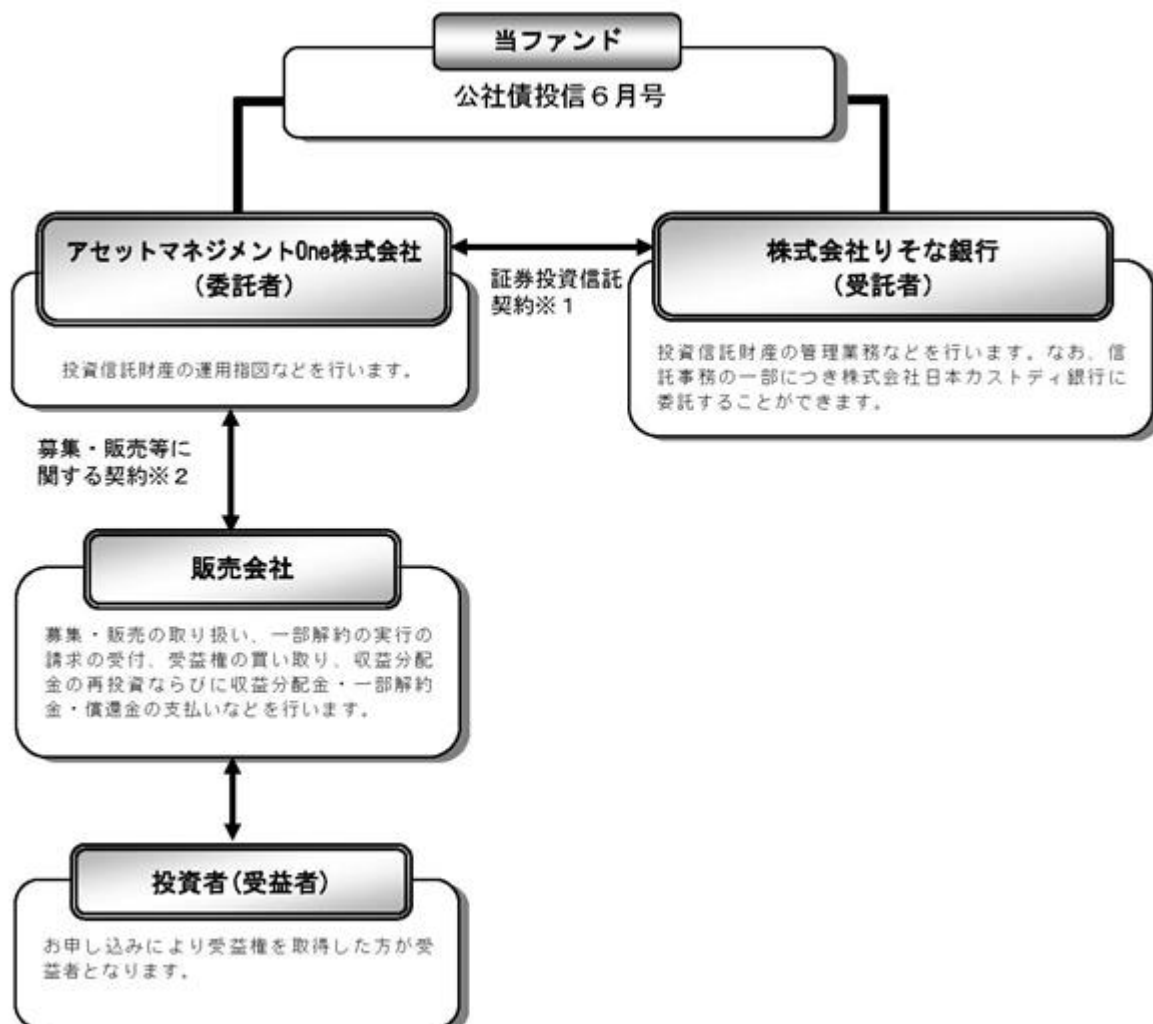 当ファンド
公社債投信６月号
アセットマネジメントOne株式会社
（委託者）
投資信託財産の運用指図などを行います。
証券投資信託
契約※１
株式会社りそな銀行
（受託者）
投資信託財産の管理業務などを行います。なお、信
託事務の一部につき株式会社日本カストディ銀行に
委託することができます。
募集・販売等に
関する契約※２
販売会社
募集・販売の取り扱い、一部解約の実行の
請求の受付、受益権の買い取り、収益分配
金の再投資ならびに収益分配金・一部解約
金・償還金の支払いなどを行います。
投資者(受益者)
お申し込みにより受益権を取得した方が受
益者となります。